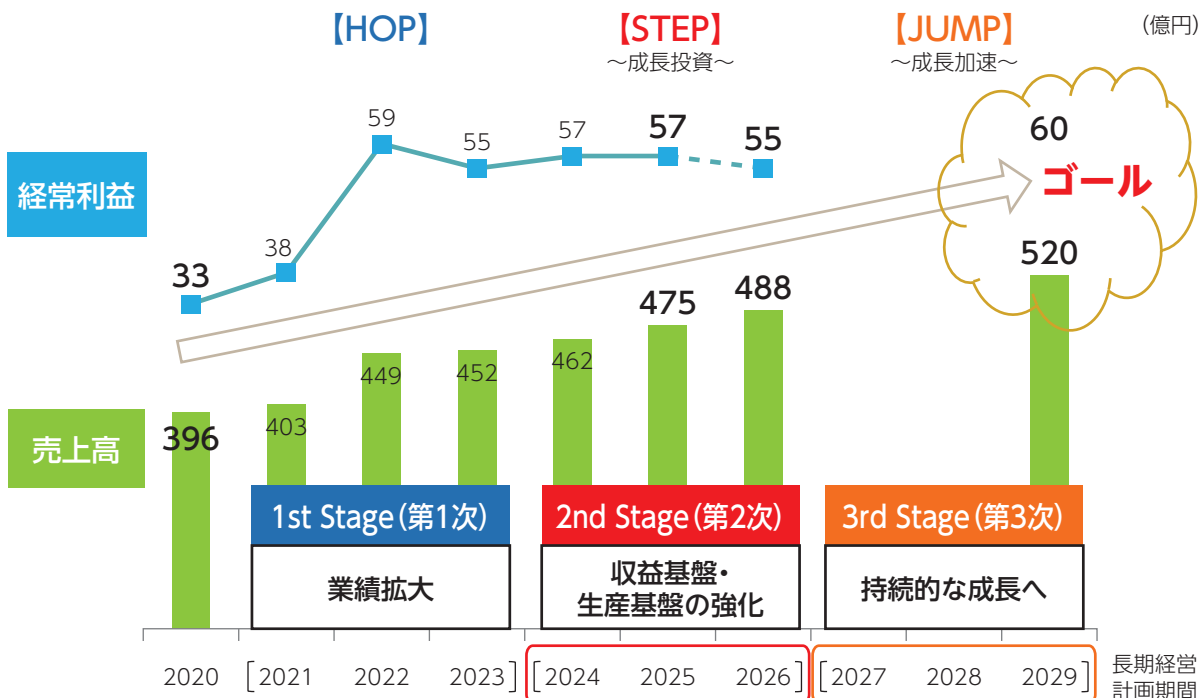 【HOP】
【STEP】
【JUMP】
(億円)
～成長投資～
～成長加速～
経常利益
33
38
59
55
57
57
55
60
ゴール
売上高
396
403
449
452
462
475
488
520
1st Stage(第1次)
2nd Stage(第2次)
3rd Stage(第3次)
業績拡大
収益基盤・
生産基盤の強化
持続的な成長へ
2020 [2021 2022 2023] [2024 2025 2026] [2027 2028 2029]
長期経営
計画期間